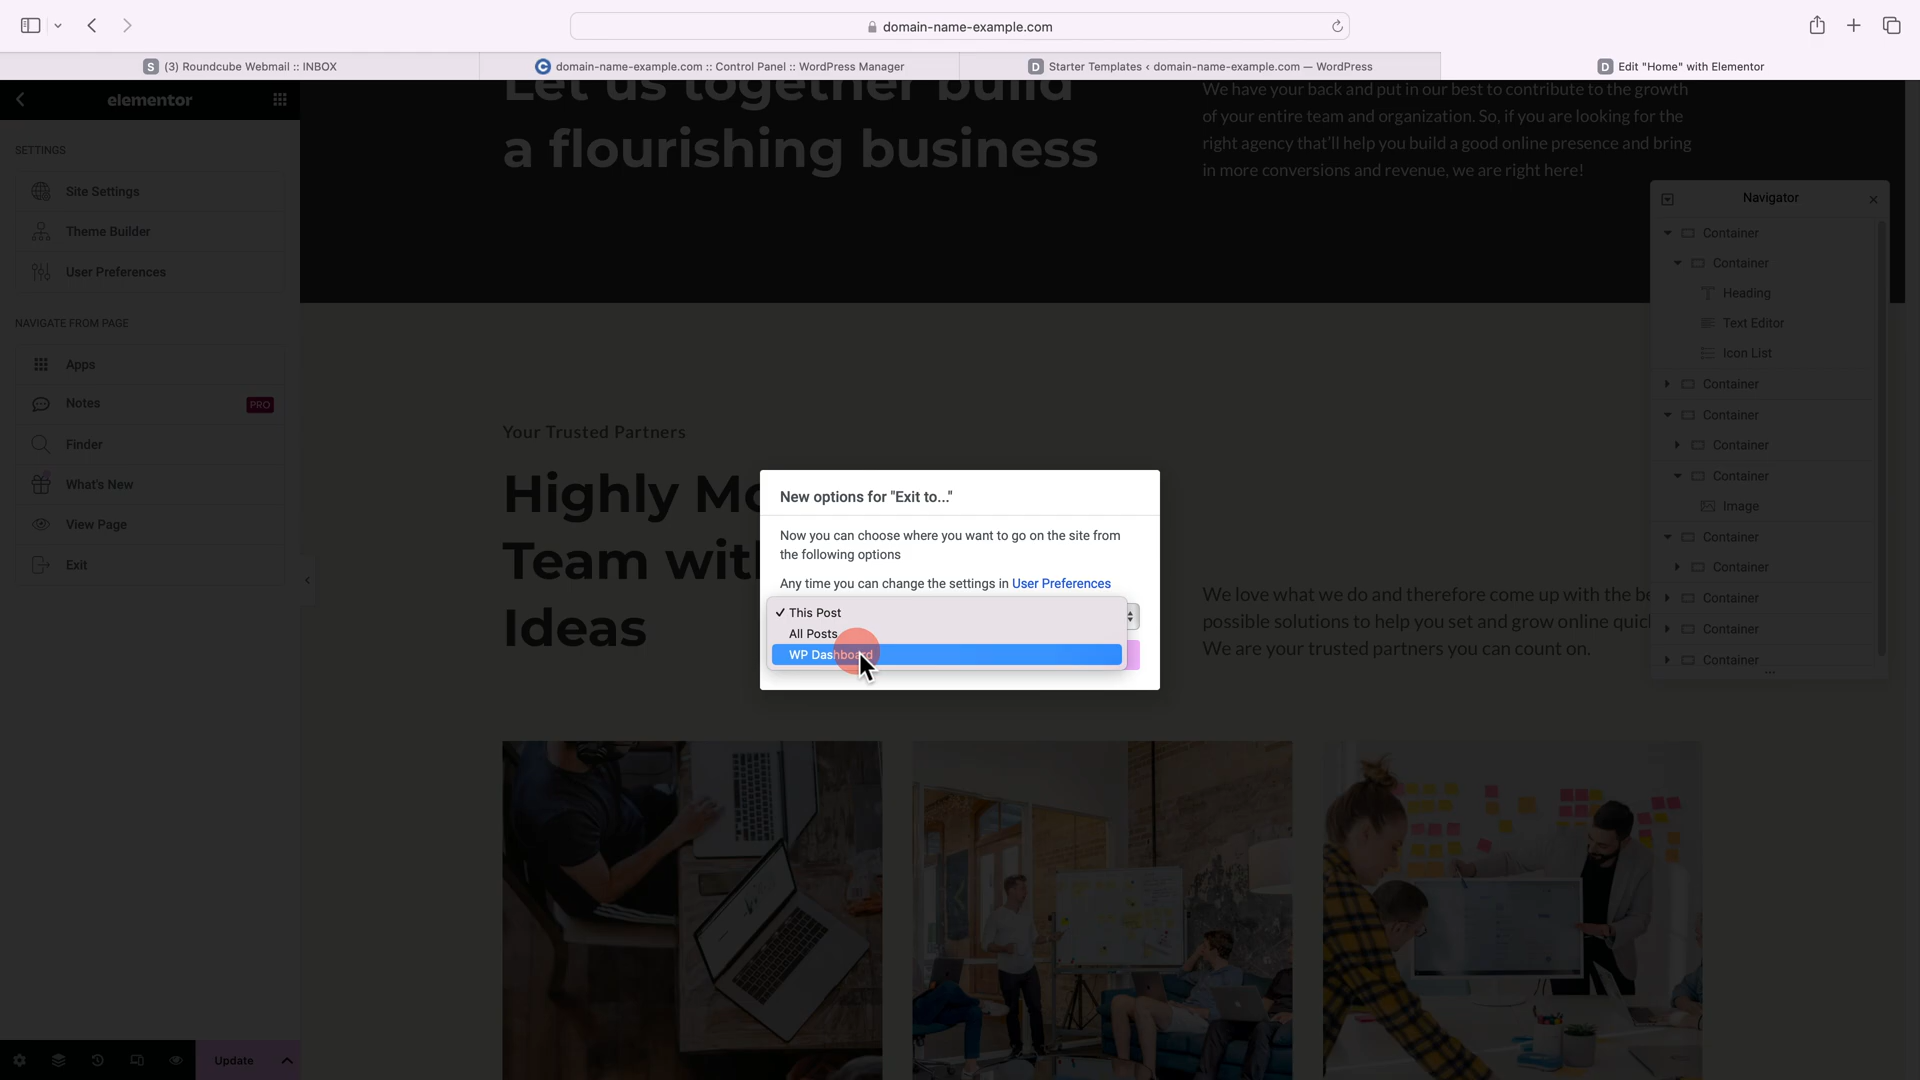 domain-name-example.com
S (3) Roundcube Webmail :: INBOX
domain-name-example.com :: Control Panel :: WordPress Manager
D Starter Templates ‹ domain-name-example.com — WordPress
D Edit "Home" with Elementor
elementor
SETTINGS
Site Settings
Theme Builder
User Preferences
NAVIGATE FROM PAGE
Apps
Notes
PRO
Finder
What's New
View Page
Exit
Update
Let us together build
a flourishing business
We have your back and put in our best to contribute to the growth
of your entire team and organization. So, if you are looking for the
right agency that'll help you build a good online presence and bring
in more conversions and revenue, we are right here!
Your Trusted Partners
Highly Mo
Team with
Ideas
We love what we do and therefore come up with the be
possible solutions to help you set and grow online quic
We are your trusted partners you can count on.
New options for "Exit to..."
Now you can choose where you want to go on the site from
the following options
Any time you can change the settings in User Preferences
This Post
All Posts
WP Dashboard
Navigator
Container
Container
Heading
Text Editor
Icon List
Container
Container
Container
Container
Image
Container
Container
Container
Container
Container